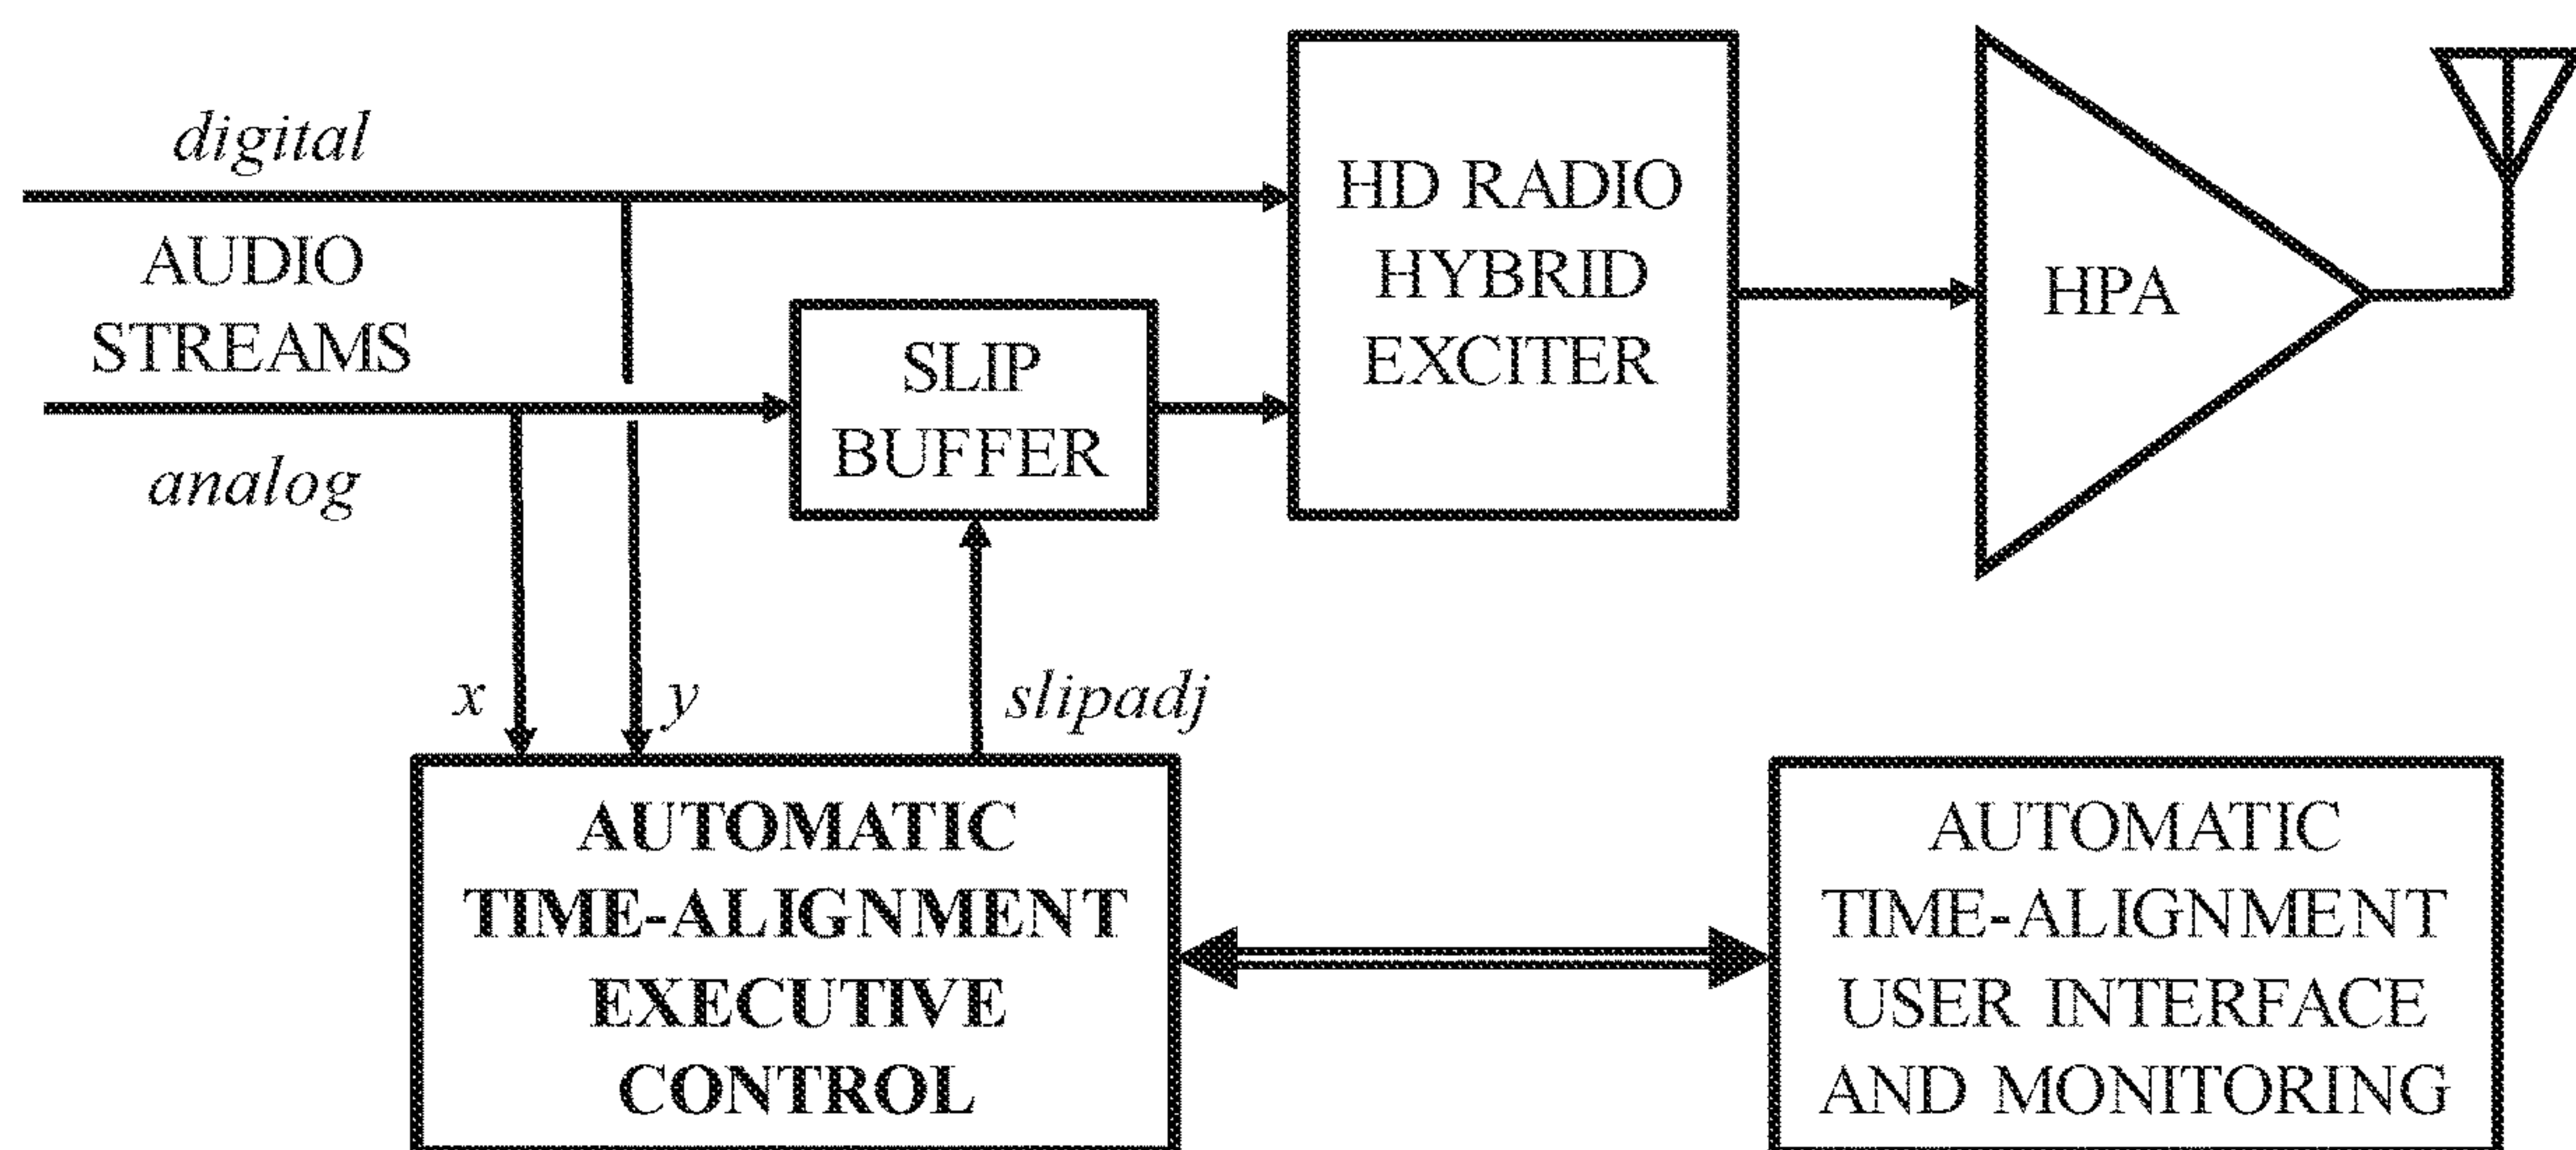 digital
AUDIO
STREAMS
analog
SLIP
BUFFER
HD RADIO
HYBRID
EXCITER
HPA
x
y
slipadj
AUTOMATIC
TIME-ALIGNMENT
EXECUTIVE
CONTROL
AUTOMATIC
TIME-ALIGNMENT
USER INTERFACE
AND MONITORING